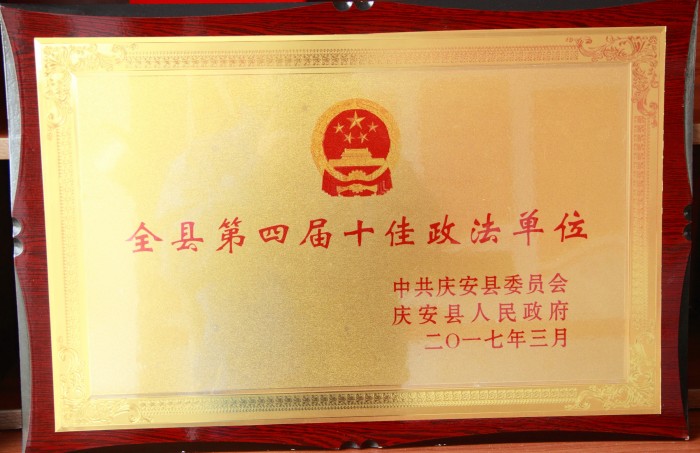 全县第四届十佳政法单位
中共庆安县委员会
庆安县人民政府
二〇一七年三月